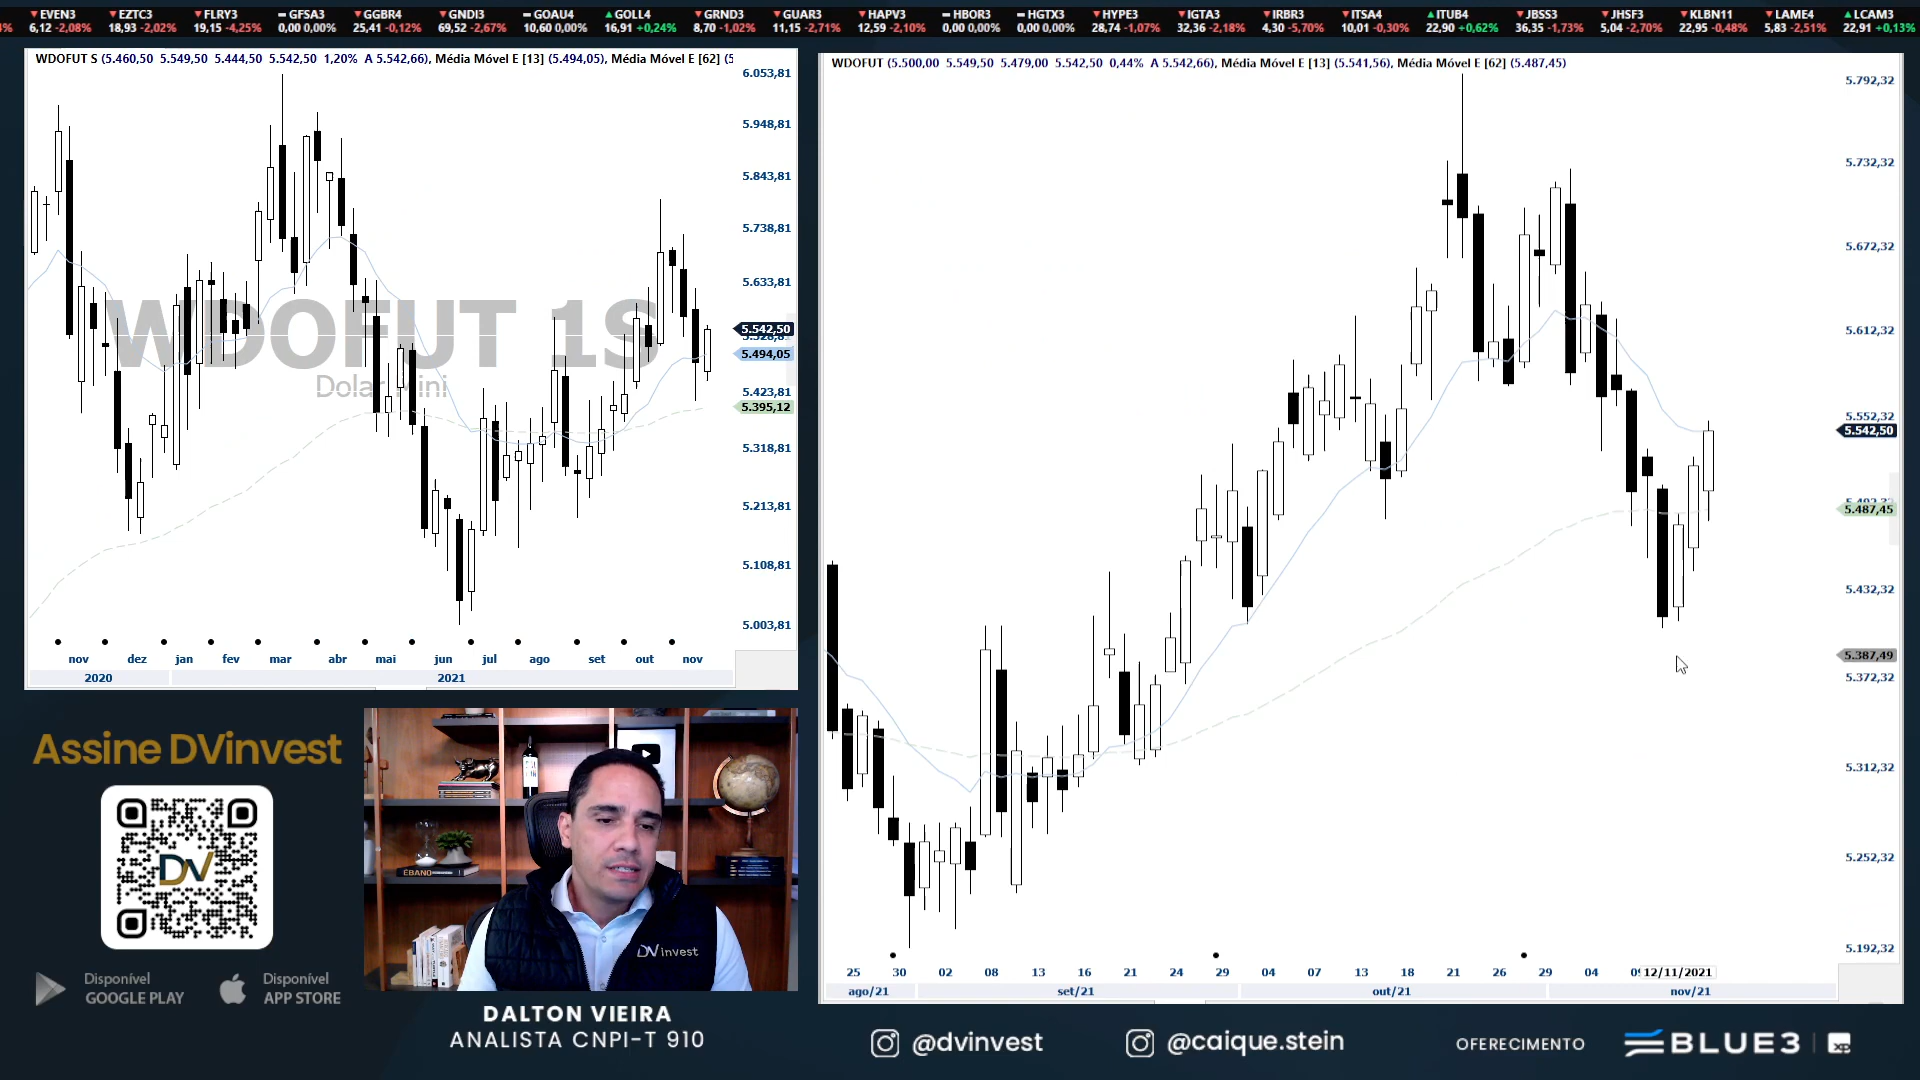 EVEN3 EZTC3 FLRY3 GFSA3 GGBR4 GNDI3 GOAU4 GOLL4 GRND3 GUAR3 HAPV3 HBOR3 HGTX3 HYPE3 IGTA3 IRBR3 ITSA4 ITUB4 JBSS3 JHSF3 KLBN11 LAME4 LCAM3
6,12 -2,08% 18,93 -2,02% 19,15 -4,25% 0,00 0,00% 25,41 -0,12% 69,52 -2,67% 10,60 0,00% 16,91 +0,24% 8,70 -1,02% 11,15 -2,71% 12,59 -2,10% 0,00 0,00% 0,00 0,00% 28,74 -1,07% 32,36 -2,18% 4,30 -5,70% 10,01 -0,30% 22,90 +0,62% 36,35 -1,73% 5,04 -2,70% 22,95 -0,48% 5,83 -2,51% 22,91 +0,13%
WDOFUT S (5.460,50 5.549,50 5.444,50 5.542,50 1,20% A 5.542,66), Média Móvel E [13] (5.494,05), Média Móvel E [62] (5
6.053,81
5.948,81
5.843,81
5.738,81
5.633,81
5.542,50
5.494,05
5.423,81
5.395,12
5.318,81
5.213,81
5.108,81
5.003,81
WDOFUT 1S
Dolar Mini
nov dez jan fev mar abr mai jun jul ago set out nov
2020 2021
WDOFUT (5.500,00 5.549,50 5.479,00 5.542,50 0,44% A 5.542,66), Média Móvel E [13] (5.541,56), Média Móvel E [62] (5.487,45)
5.792,32
5.732,32
5.672,32
5.612,32
5.552,32
5.542,50
5.487,45
5.432,32
5.387,49
5.372,32
5.312,32
5.252,32
5.192,32
25 30 02 08 13 16 21 24 29 04 07 13 18 21 26 29 04 12/11/2021
ago/21 set/21 out/21 nov/21
Assine DVinvest
DV
Disponível
GOOGLE PLAY
Disponível
APP STORE
ÉBANO
DVinvest
DALTON VIEIRA
ANALISTA CNPI-T 910
@dvinvest
@caique.stein
OFERECIMENTO
BLUE3
xp